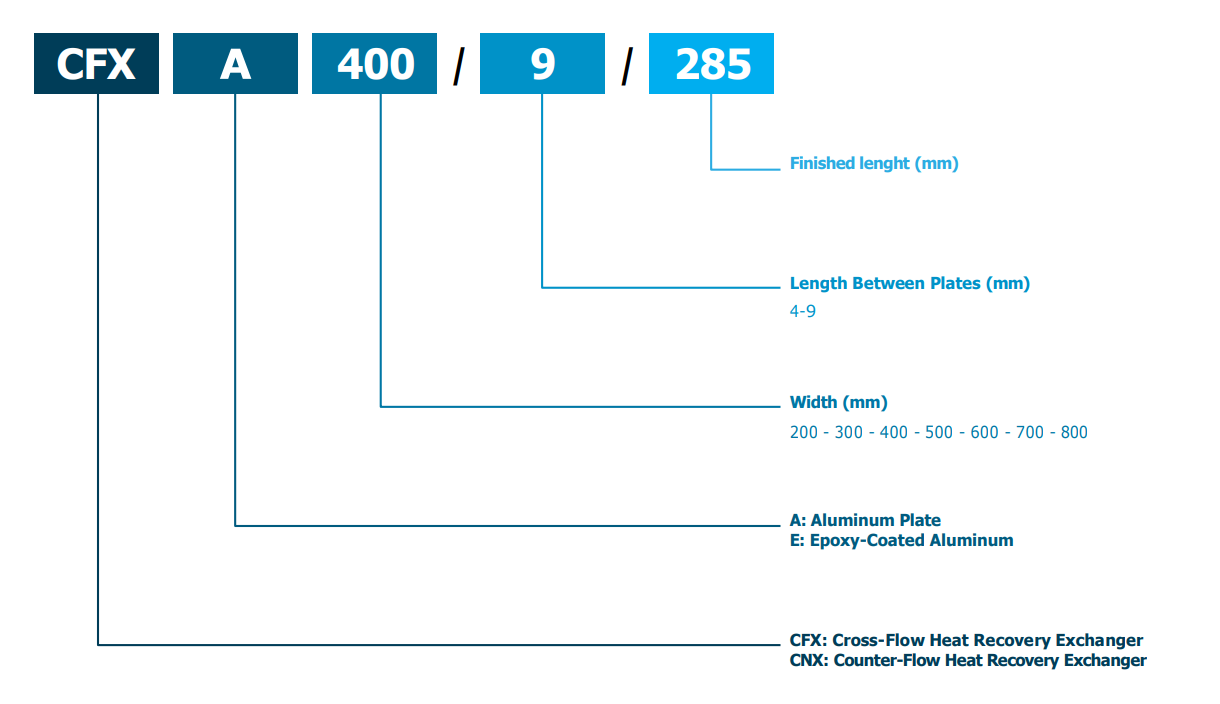 CFX A 400 / 9 / 285
Finished lenght (mm)
Length Between Plates (mm)
4-9
Width (mm)
200 - 300 - 400 - 500 - 600 - 700 - 800
A: Aluminum Plate
E: Epoxy-Coated Aluminum
CFX: Cross-Flow Heat Recovery Exchanger
CNX: Counter-Flow Heat Recovery Exchanger